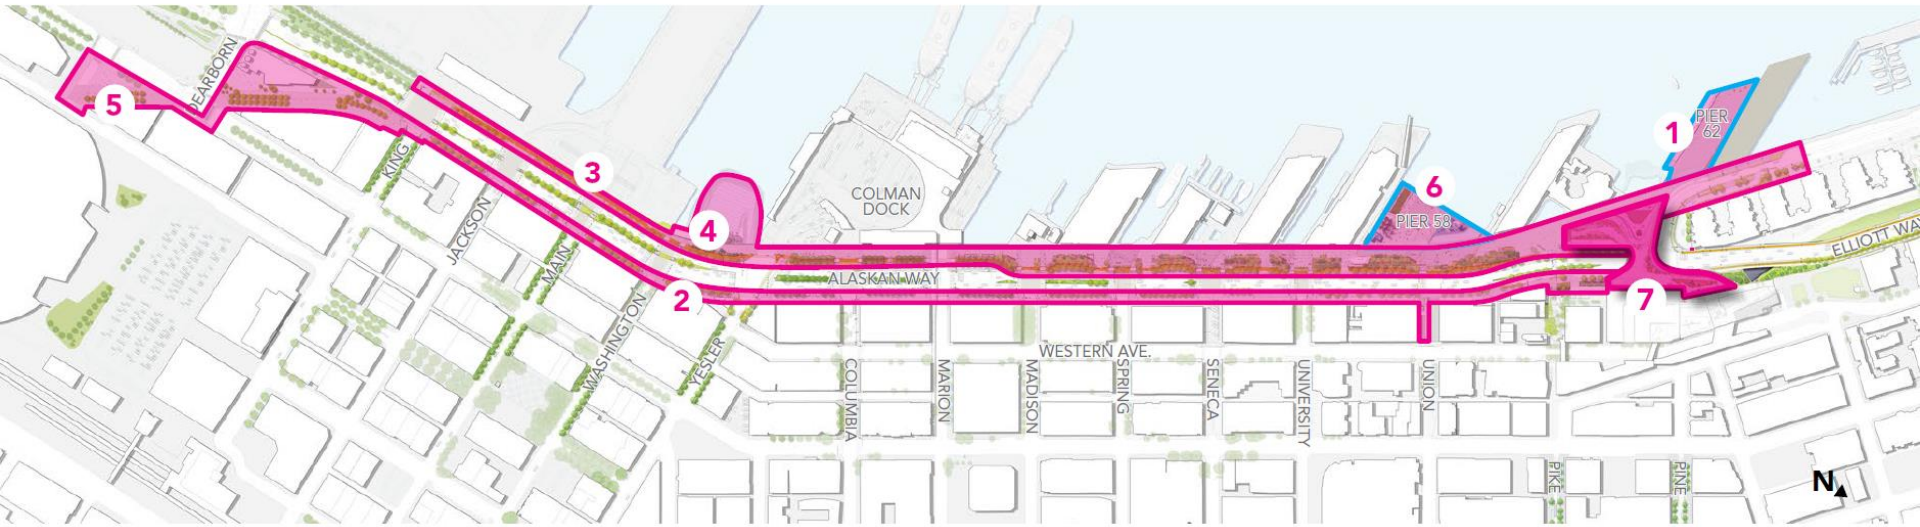 DEARBORN
5
KING
JACKSON
3
MAIN
4
2
WASHINGTON
YESLER
COLMAN
DOCK
ALASKAN WAY
WESTERN AVE.
COLUMBIA
MARION
MADISON
SPRING
SENECA
UNIVERSITY
UNION
6
PIER 58
1
PIER
62
7
ELLIOTT WA
PIKE
PINE
N